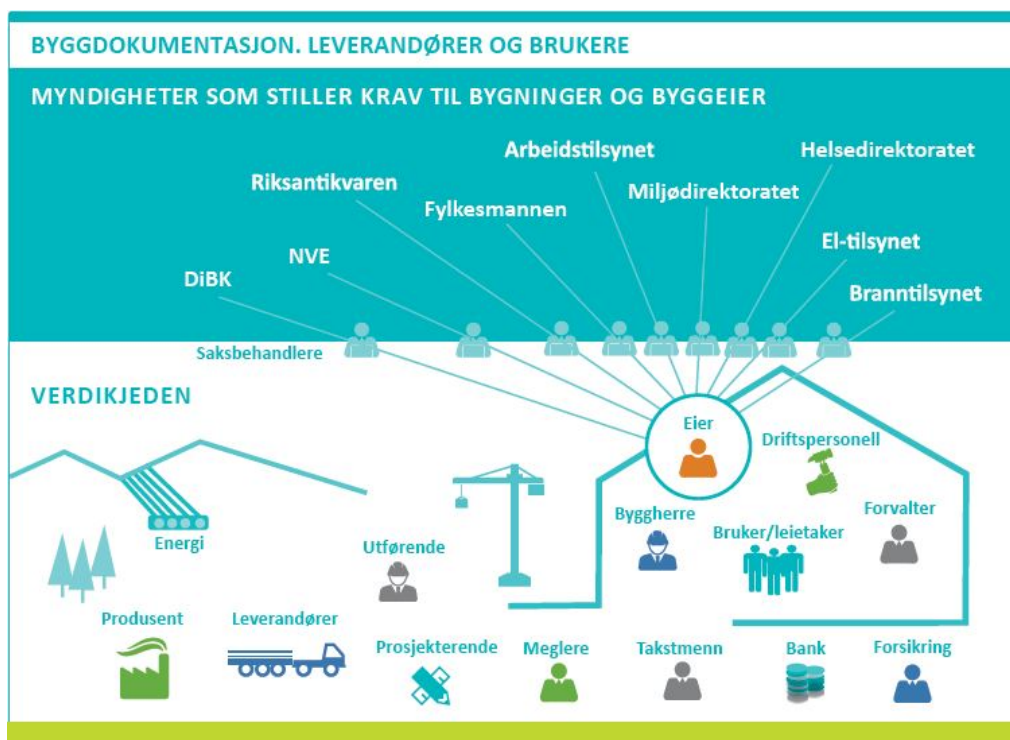 BYGGDOKUMENTASJON. LEVERANDØRER OG BRUKERE
MYNDIGHETER SOM STILLER KRAV TIL BYGNINGER OG BYGGEIER
Arbeidstilsynet
Helsedirektoratet
Riksantikvaren
Miljødirektoratet
Fylkesmannen
El-tilsynet
NVE
DiBK
Branntilsynet
Saksbehandlere
VERDIKJEDEN
Eier
Driftspersonell
Byggherre
Bruker/leietaker
Forvalter
Energi
Utførende
Produsent
Leverandører
Prosjekterende
Meglere
Takstmenn
Bank
Forsikring